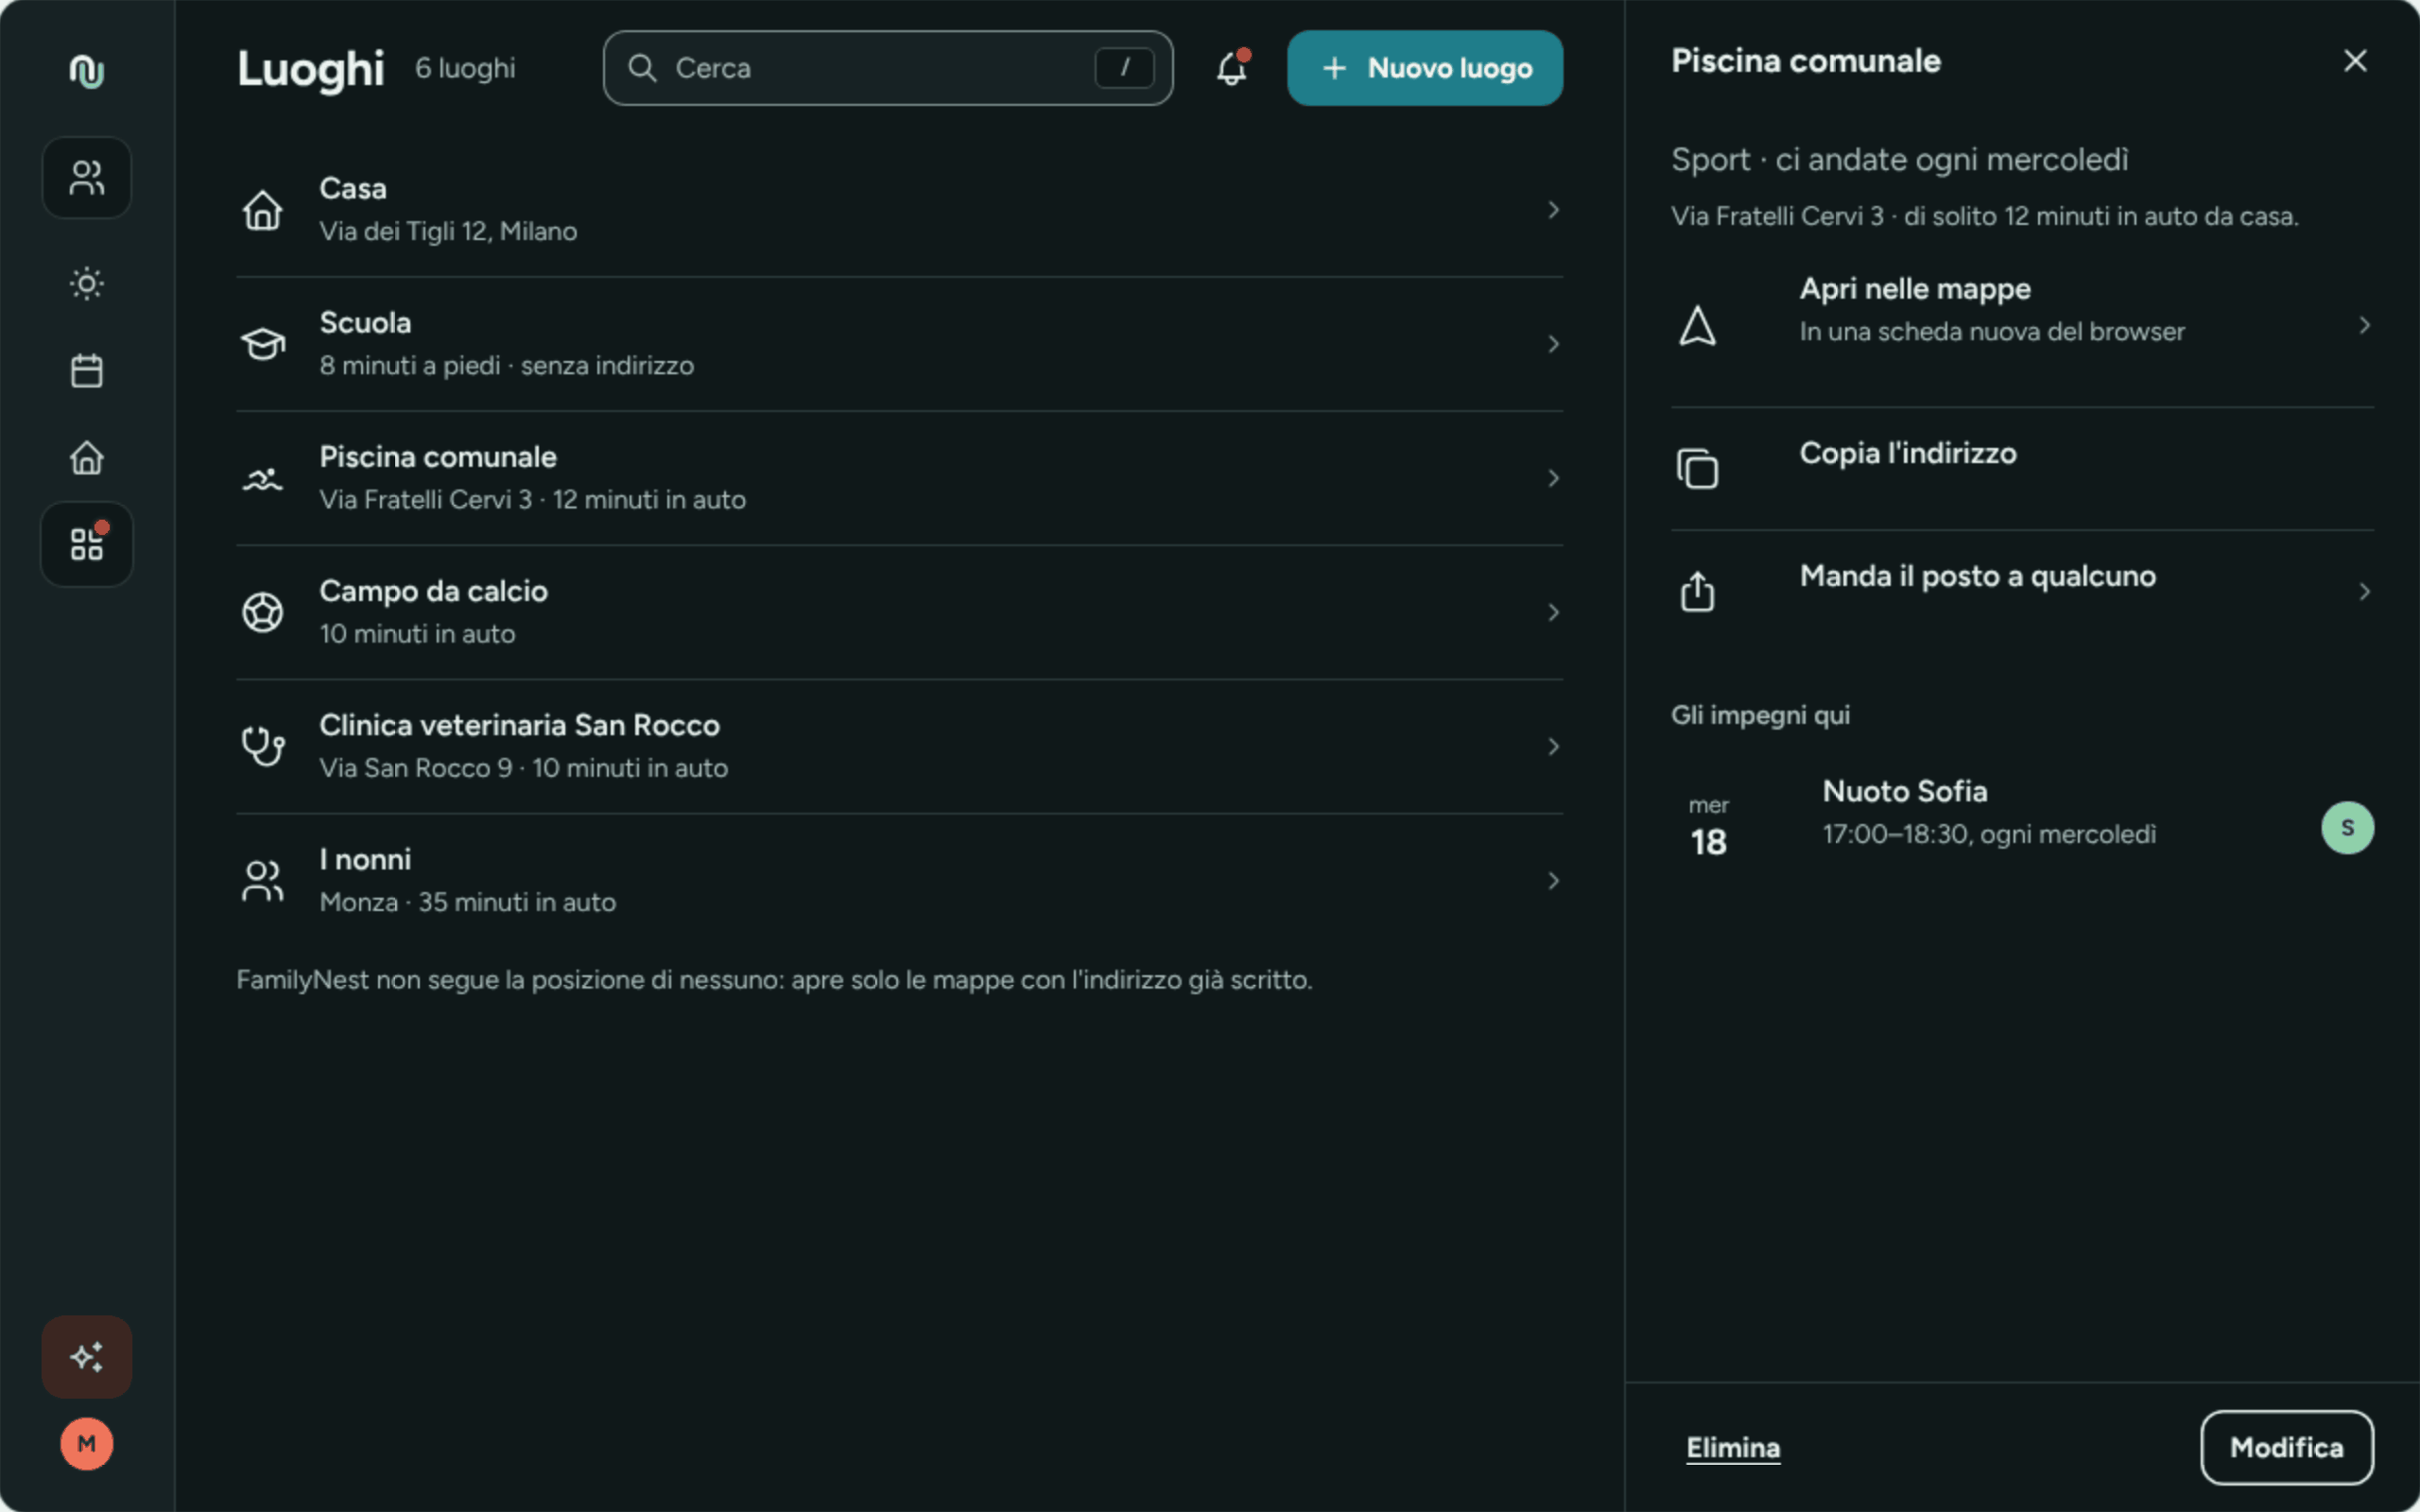 Luoghi
6 luoghi
Cerca
/
Nuovo luogo
Casa
Via dei Tigli 12, Milano
Scuola
8 minuti a piedi · senza indirizzo
Piscina comunale
Via Fratelli Cervi 3 · 12 minuti in auto
Campo da calcio
10 minuti in auto
Clinica veterinaria San Rocco
Via San Rocco 9 · 10 minuti in auto
I nonni
Monza · 35 minuti in auto
FamilyNest non segue la posizione di nessuno: apre solo le mappe con l'indirizzo già scritto.
M
Piscina comunale
Sport · ci andate ogni mercoledì
Via Fratelli Cervi 3 · di solito 12 minuti in auto da casa.
Apri nelle mappe
In una scheda nuova del browser
Copia l'indirizzo
Manda il posto a qualcuno
Gli impegni qui
mer
18
Nuoto Sofia
17:00–18:30, ogni mercoledì
S
Elimina
Modifica